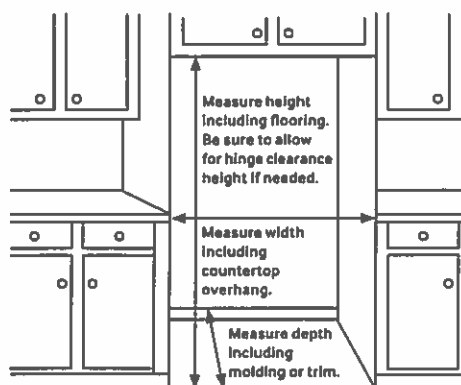 Measure height
including flooring.
Be sure to allow
for hinge clearance
height if needed.
Measure width
including
countertop
overhang.
Measure depth
including
molding or trim.